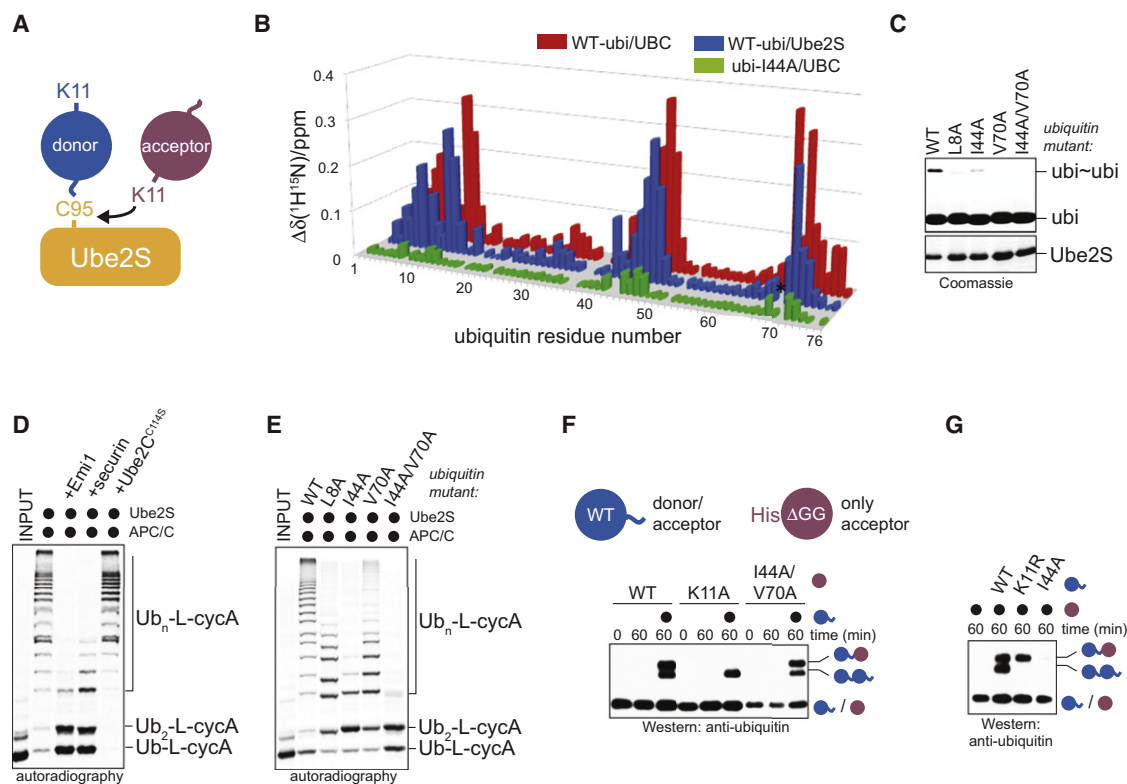 A
K11
donor
acceptor
K11
C95
Ube2S
B
WT-ubi/UBC
WT-ubi/Ube2S
ubi-I44A/UBC
Δδ(¹H¹⁵N)/ppm
0.4
0.3
0.2
0.1
0
1
10
20
30
40
50
60
70
76
*
ubiquitin residue number
C
WT
L8A
I44A
V70A
I44A/V70A
ubiquitin
mutant:
ubi~ubi
ubi
Ube2S
Coomassie
D
INPUT
+Emi1
+securin
+Ube2C^C114S
Ube2S
APC/C
Ubn-L-cycA
Ub2-L-cycA
Ub-L-cycA
autoradiography
E
INPUT
WT
L8A
I44A
V70A
I44A/V70A
ubiquitin
mutant:
Ube2S
APC/C
Ubn-L-cycA
Ub2-L-cycA
Ub-L-cycA
autoradiography
F
WT
donor/
acceptor
His ΔGG
only
acceptor
WT
K11A
I44A/
V70A
0 60 60 0 60 60 0 60 60 time (min)
/
Western: anti-ubiquitin
G
WT
K11R
I44A
60 60 60 60 time (min)
/
Western:
anti-ubiquitin